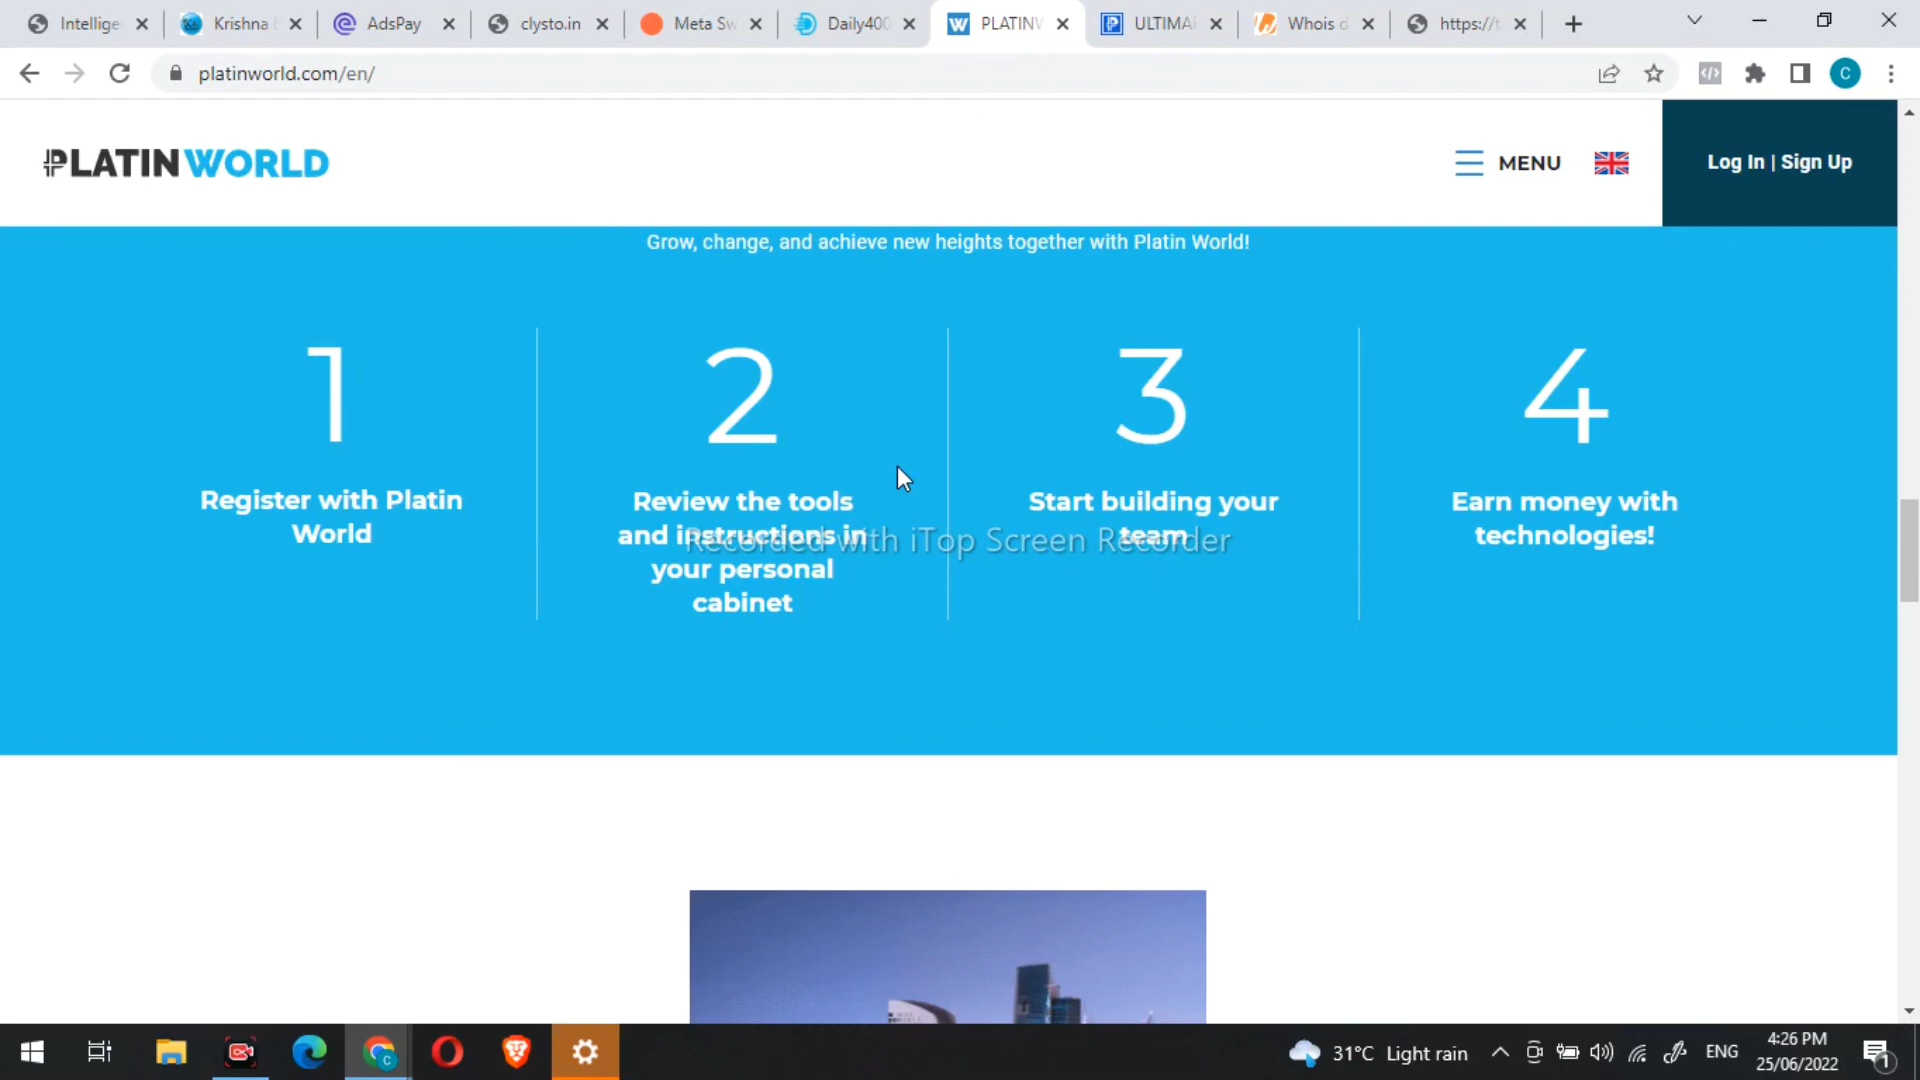 Intellige
Krishna
AdsPay
clysto.in
Meta Sw
Daily400
PLATINW
ULTIMA
Whois d
https://t
platinworld.com/en/
C
PLATINWORLD
MENU
Log In | Sign Up
Grow, change, and achieve new heights together with Platin World!
1
Register with Platin
World
2
Review the tools
and instructions in
your personal
cabinet
3
Start building your
team
4
Earn money with
technologies!
Recorded with iTop Screen Recorder
31°C Light rain
ENG
4:26 PM
25/06/2022
1